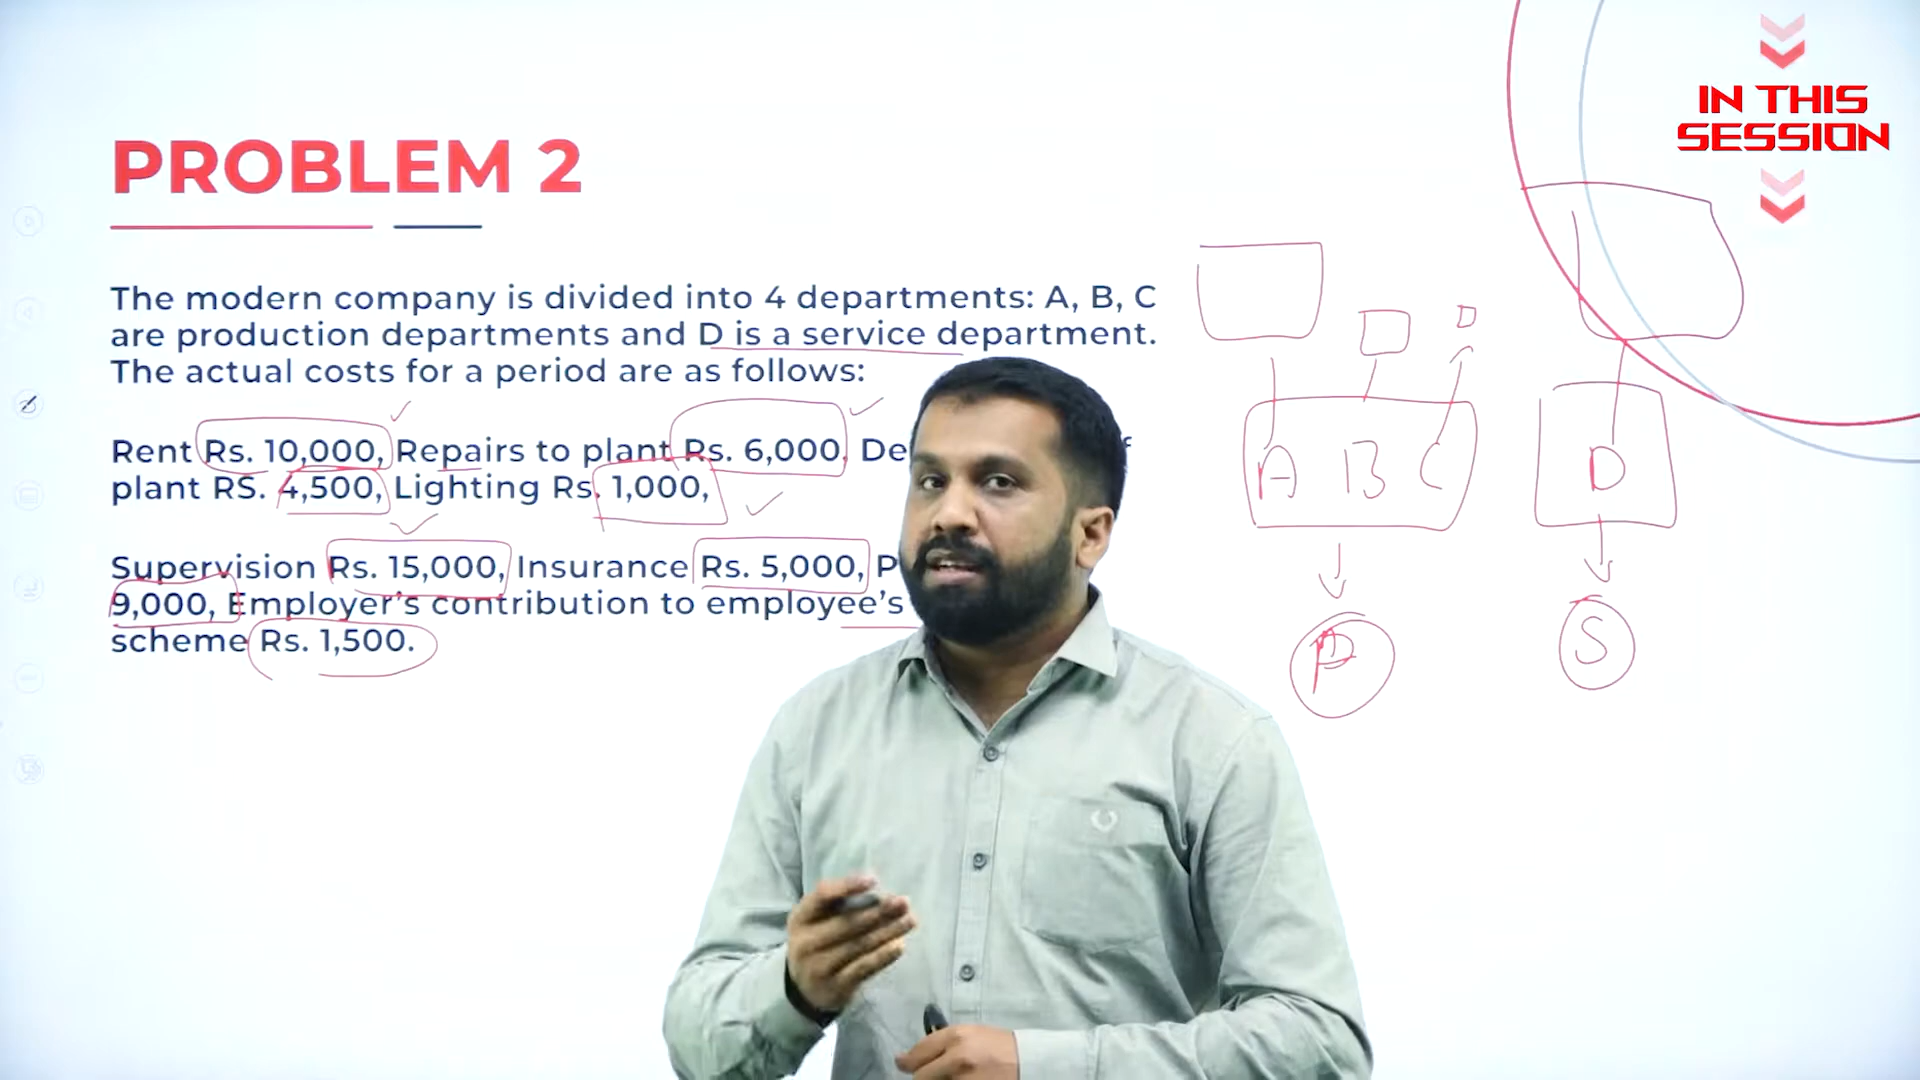 IN THIS
SESSION
PROBLEM 2
The modern company is divided into 4 departments: A, B, C
are production departments and D is a service department.
The actual costs for a period are as follows:
Rent Rs. 10,000, Repairs to plant Rs. 6,000,
plant RS. 4,500, Lighting Rs. 1,000,
Supervision Rs. 15,000, Insurance Rs. 5,000,
9,000, Employer's contribution to employee's
scheme Rs. 1,500.
A B C
D
P
S